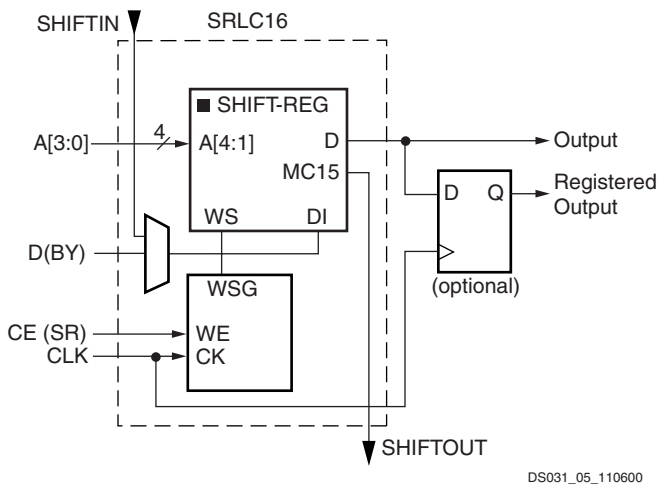 SHIFTIN
SRLC16
SHIFT-REG
A[3:0]
4
A[4:1]
D
Output
MC15
D
Q
Registered
Output
WS
DI
D(BY)
(optional)
WSG
CE (SR)
WE
CLK
CK
SHIFTOUT
DS031_05_110600